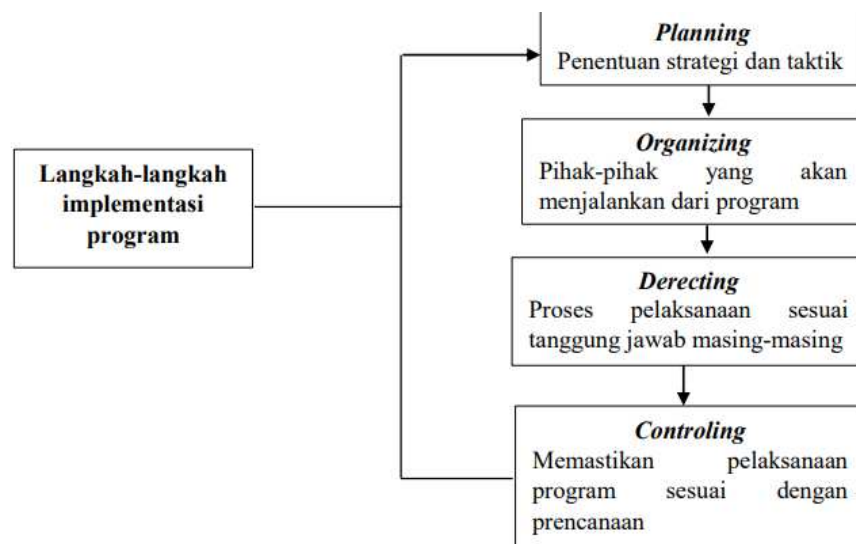 Langkah-langkah
implementasi
program
Planning
Penentuan strategi dan taktik
Organizing
Pihak-pihak yang akan
menjalankan dari program
Derecting
Proses pelaksanaan sesuai
tanggung jawab masing-masing
Controling
Memastikan pelaksanaan
program sesuai dengan
prencanaan